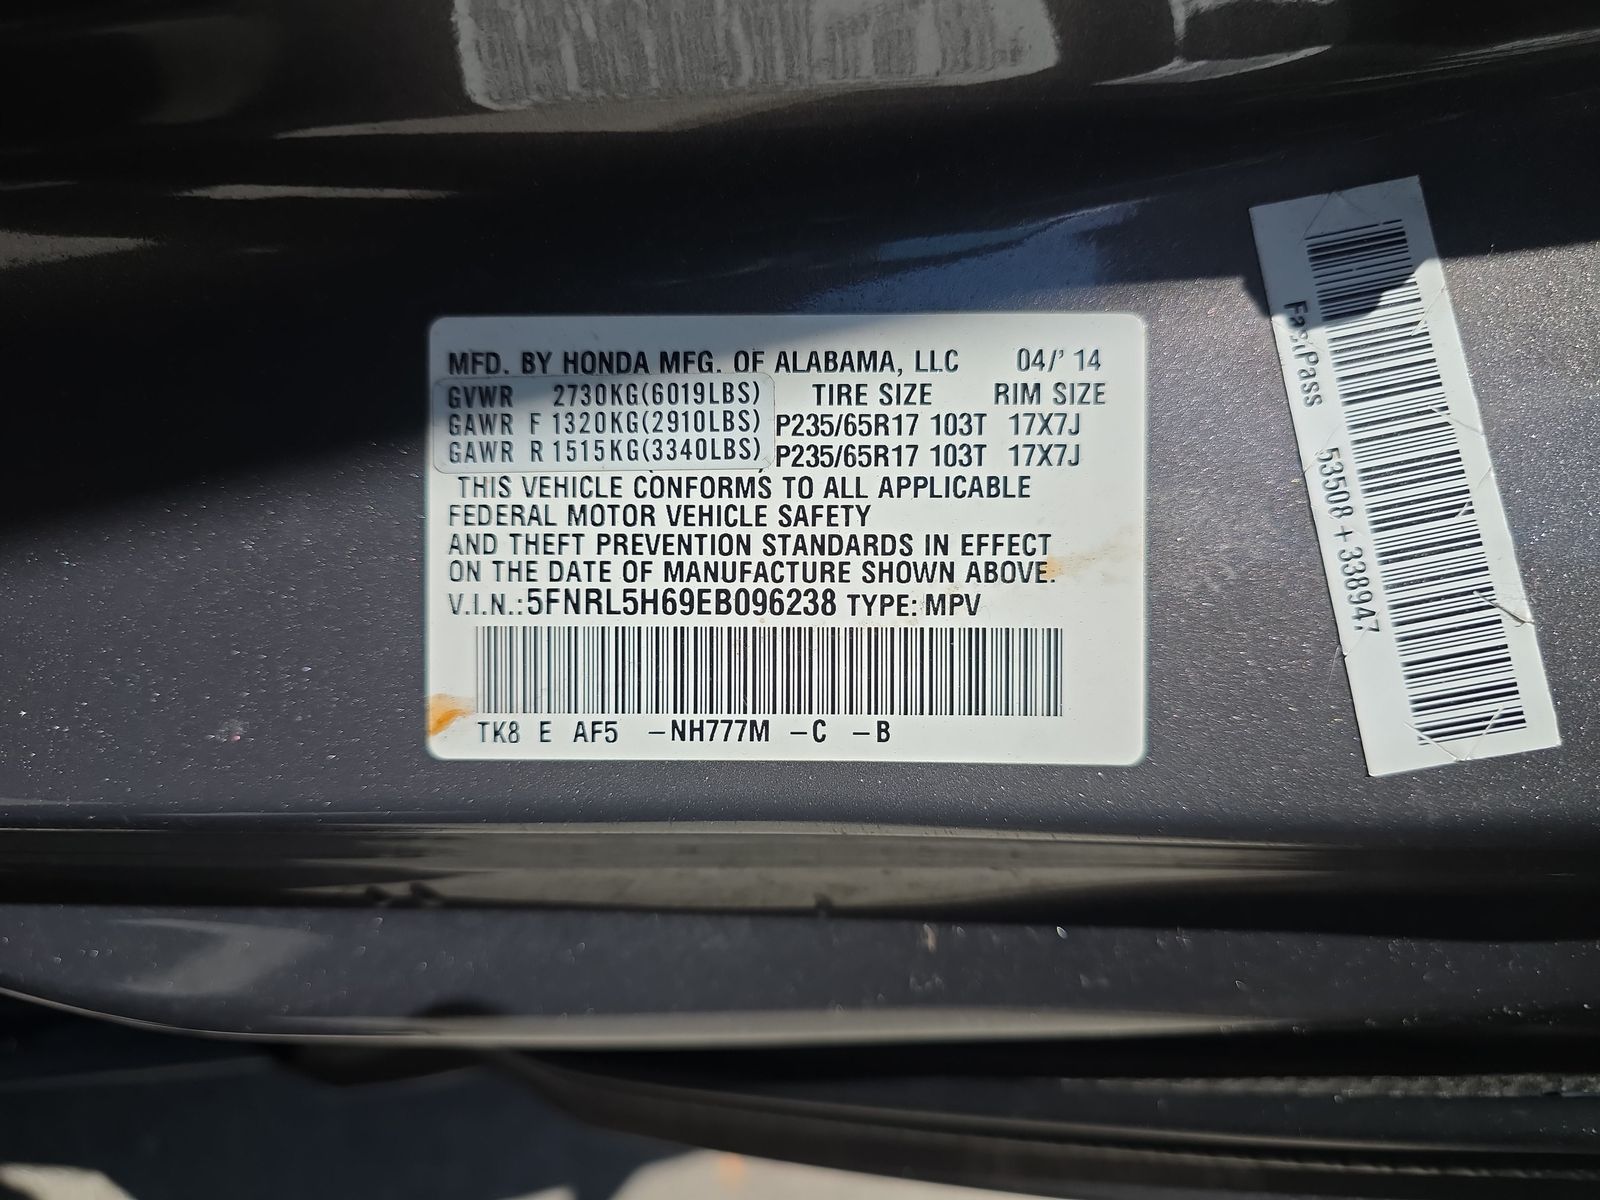 MFD. BY HONDA MFG. OF ALABAMA, LLC 04/' 14
GVWR 2730KG(6019LBS) TIRE SIZE RIM SIZE
GAWR F 1320KG(2910LBS) P235/65R17 103T 17X7J
GAWR R 1515KG(3340LBS) P235/65R17 103T 17X7J
THIS VEHICLE CONFORMS TO ALL APPLICABLE
FEDERAL MOTOR VEHICLE SAFETY
AND THEFT PREVENTION STANDARDS IN EFFECT
ON THE DATE OF MANUFACTURE SHOWN ABOVE.
V.I.N.: 5FNRL5H69EB096238 TYPE: MPV
TK8 E AF5 -NH777M -C -B
FasrPass 53508 + 338947